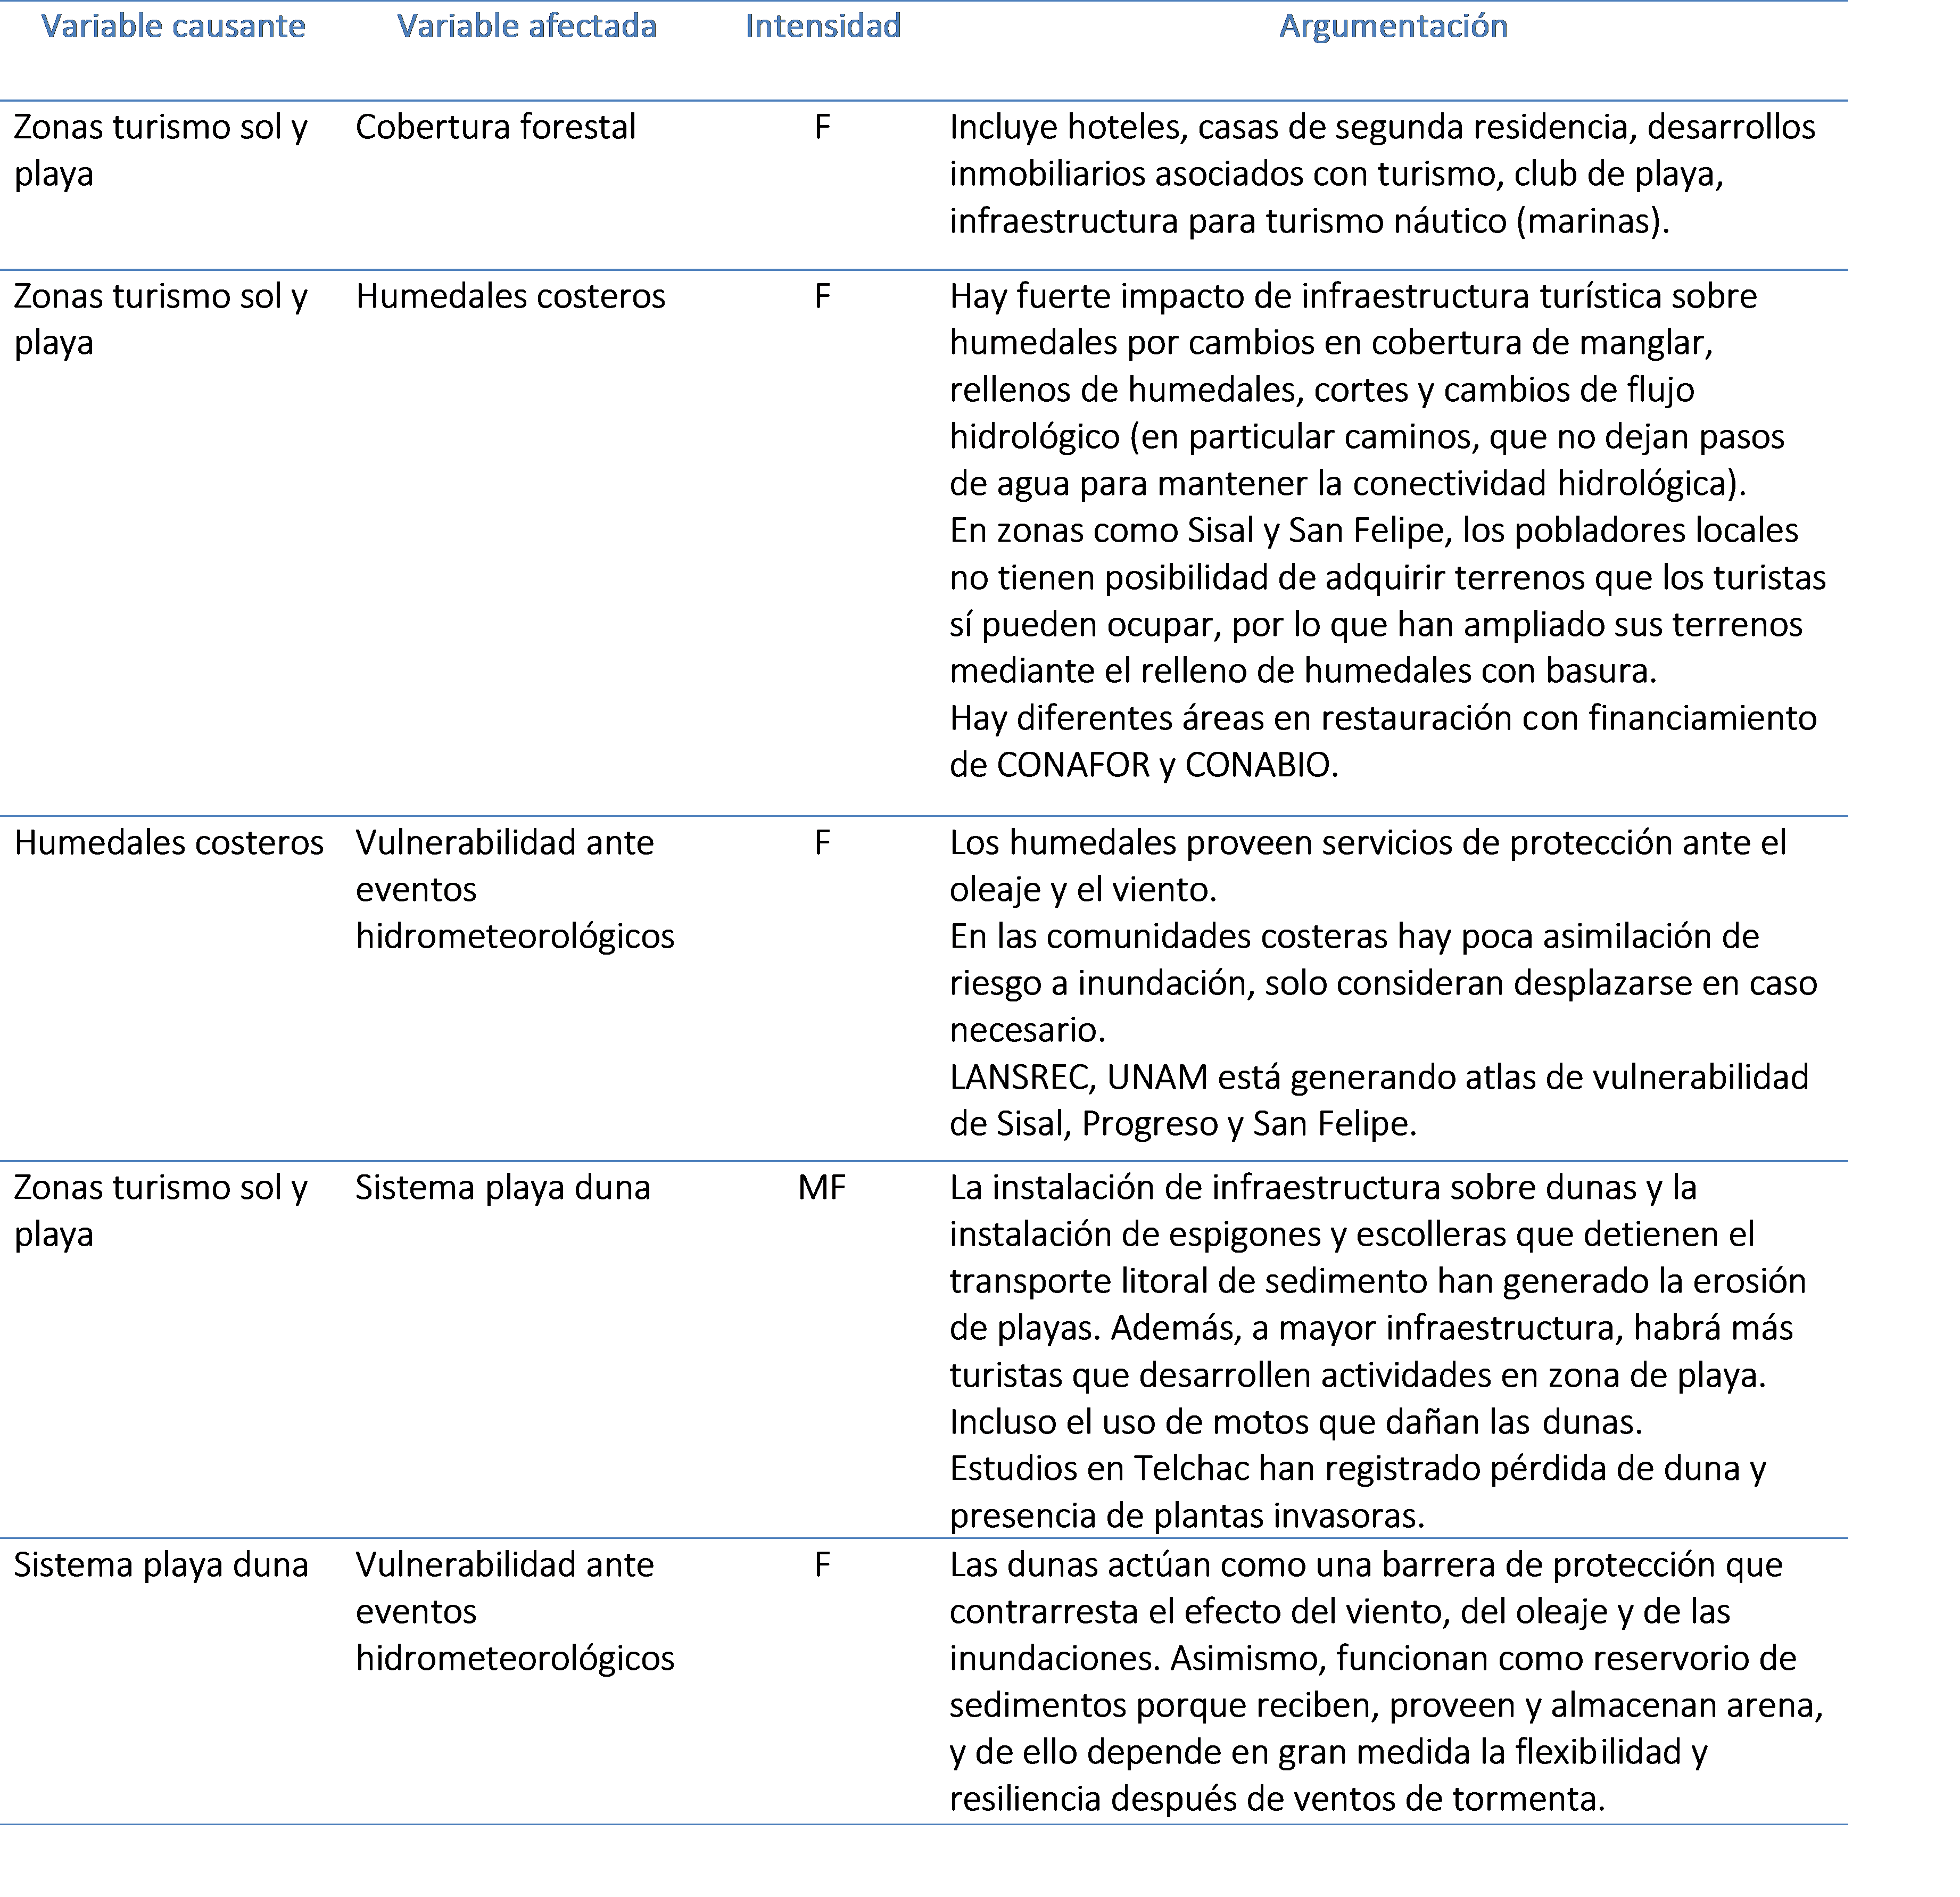 Variable causante Variable afectada Intensidad Argumentación
Zonas turismo sol y
playa
Cobertura forestal
F
Incluye hoteles, casas de segunda residencia, desarrollos
inmobiliarios asociados con turismo, club de playa,
infraestructura para turismo náutico (marinas).
Zonas turismo sol y
playa
Humedales costeros
F
Hay fuerte impacto de infraestructura turística sobre
humedales por cambios en cobertura de manglar,
rellenos de humedales, cortes y cambios de flujo
hidrológico (en particular caminos, que no dejan pasos
de agua para mantener la conectividad hidrológica).
En zonas como Sisal y San Felipe, los pobladores locales
no tienen posibilidad de adquirir terrenos que los turistas
sí pueden ocupar, por lo que han ampliado sus terrenos
mediante el relleno de humedales con basura.
Hay diferentes áreas en restauración con financiamiento
de CONAFOR y CONABIO.
Humedales costeros
Vulnerabilidad ante
eventos
hidrometeorológicos
F
Los humedales proveen servicios de protección ante el
oleaje y el viento.
En las comunidades costeras hay poca asimilación de
riesgo a inundación, solo consideran desplazarse en caso
necesario.
LANSREC, UNAM está generando atlas de vulnerabilidad
de Sisal, Progreso y San Felipe.
Zonas turismo sol y
playa
Sistema playa duna
MF
La instalación de infraestructura sobre dunas y la
instalación de espigones y escolleras que detienen el
transporte litoral de sedimento han generado la erosión
de playas. Además, a mayor infraestructura, habrá más
turistas que desarrollen actividades en zona de playa.
Incluso el uso de motos que dañan las dunas.
Estudios en Telchac han registrado pérdida de duna y
presencia de plantas invasoras.
Sistema playa duna
Vulnerabilidad ante
eventos
hidrometeorológicos
F
Las dunas actúan como una barrera de protección que
contrarresta el efecto del viento, del oleaje y de las
inundaciones. Asimismo, funcionan como reservorio de
sedimentos porque reciben, proveen y almacenan arena,
y de ello depende en gran medida la flexibilidad y
resiliencia después de ventos de tormenta.